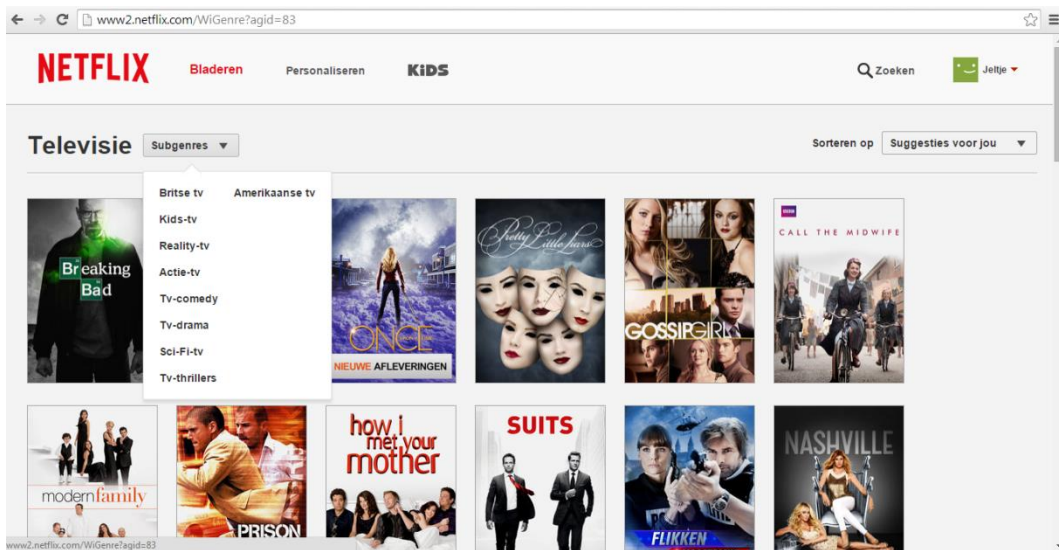 www2.netflix.com/WiGenre?agid=83
NETFLIX Bladeren Personaliseren KiDS Zoeken Jeltje
Televisie Subgenres Sorteren op Suggesties voor jou
Britse tv Amerikaanse tv
Kids-tv
Reality-tv
Actie-tv
Tv-comedy
Tv-drama
Sci-Fi-tv
Tv-thrillers
Breaking
Bad
ONCE
NIEUWE AFLEVERINGEN
Pretty Little Liars
GOSSIP GIRL
BBC
CALL THE MIDWIFE
modern family
PRISON
how i
met your
mother
SUITS
FLIKKEN
NASHVILLE
www2.netflix.com/WiGenre?agid=83